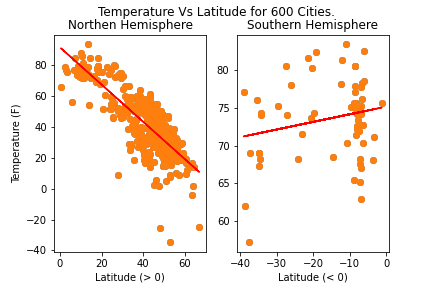 Temperature Vs Latitude for 600 Cities.
Northen Hemisphere
Southern Hemisphere
Temperature (F)
80
60
40
20
0
−20
−40
0 20 40 60
Latitude (> 0)
80
75
70
65
60
−40 −30 −20 −10 0
Latitude (< 0)